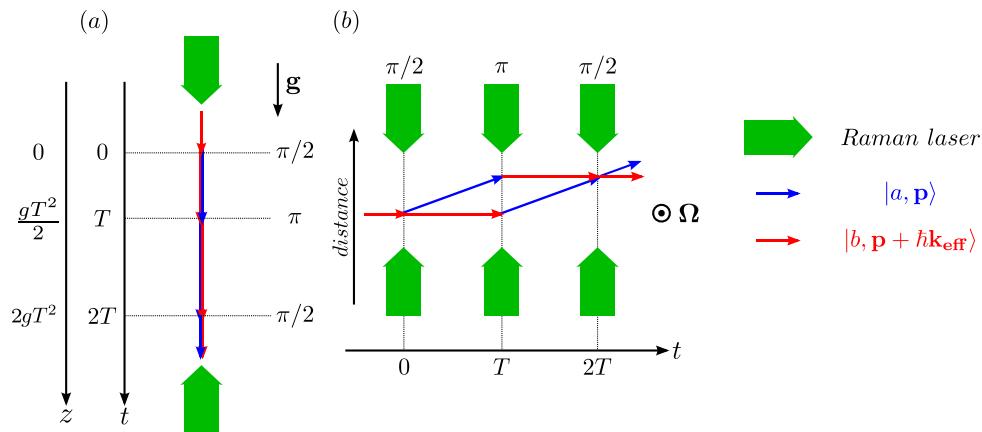 (a)
g
0 0 π/2
gT²/2 T π
2gT² 2T π/2
z t
(b)
π/2 π π/2
distance
Ω
0 T 2T t
Raman laser
|a, p⟩
|b, p + ħk_eff⟩